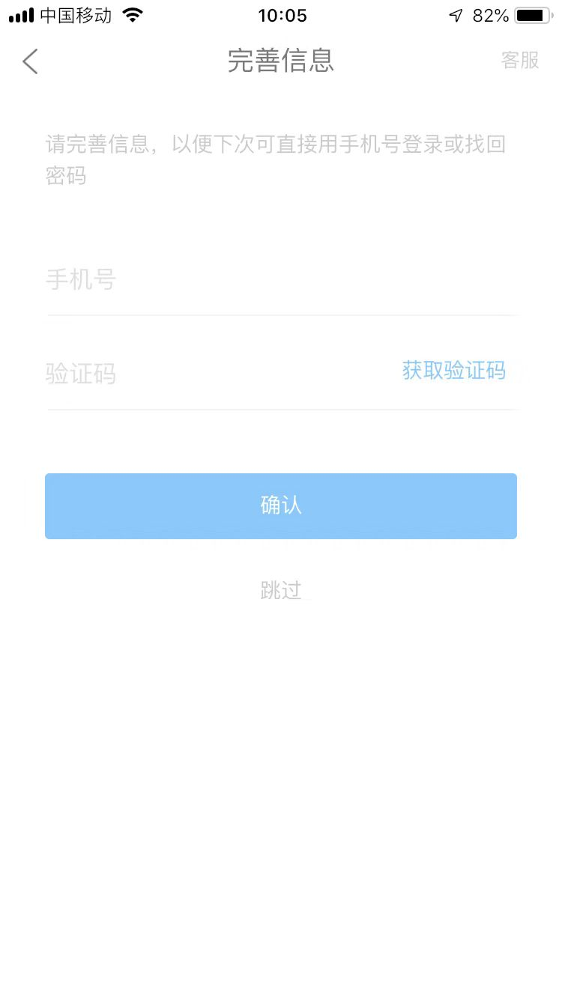 中国移动 10:05 82%
完善信息 客服
请完善信息，以便下次可直接用手机号登录或找回
密码
手机号
验证码 获取验证码
确认
跳过